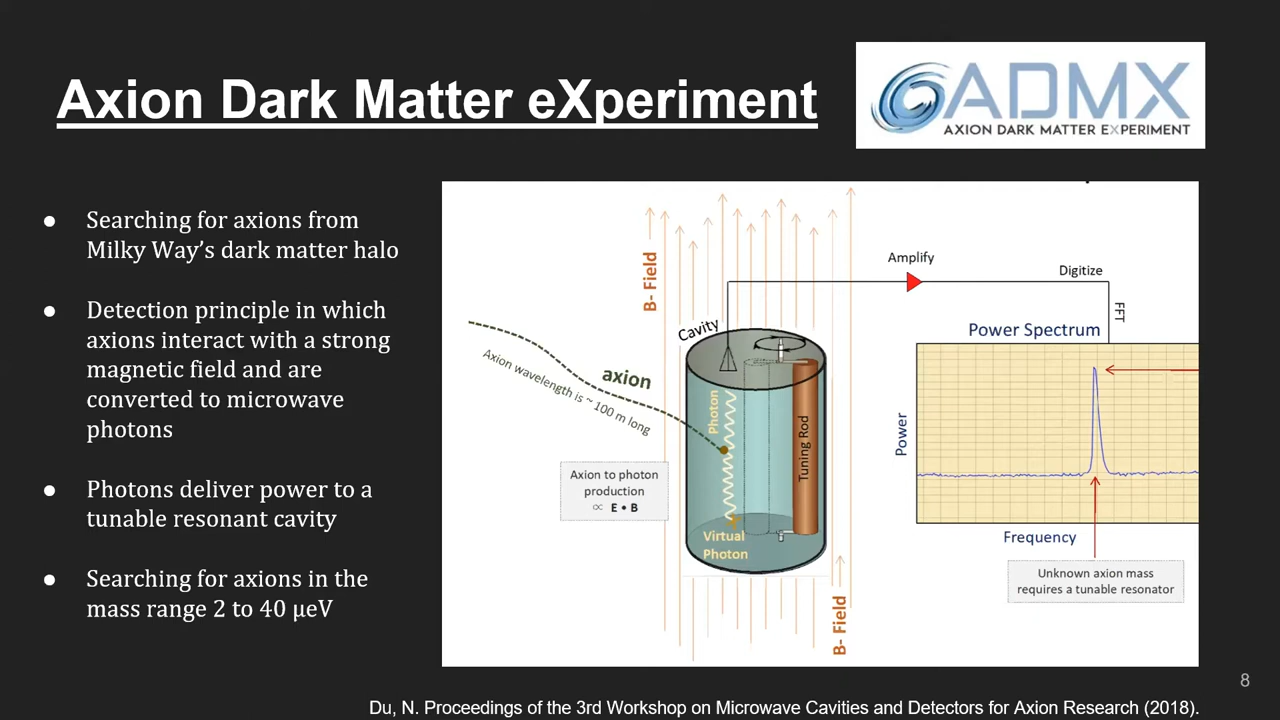 Axion Dark Matter eXperiment
ADMX
AXION DARK MATTER EXPERIMENT
● Searching for axions from
Milky Way's dark matter halo
● Detection principle in which
axions interact with a strong
magnetic field and are
converted to microwave
photons
● Photons deliver power to a
tunable resonant cavity
● Searching for axions in the
mass range 2 to 40 μeV
B- Field
Amplify
Digitize
FFT
Cavity
Power Spectrum
axion
Axion wavelength is ~ 100 m long
Photon
Tuning Rod
Power
Axion to photon
production
∝ E • B
Virtual
Photon
Frequency
Unknown axion mass
requires a tunable resonator
B- Field
8
Du, N. Proceedings of the 3rd Workshop on Microwave Cavities and Detectors for Axion Research (2018).